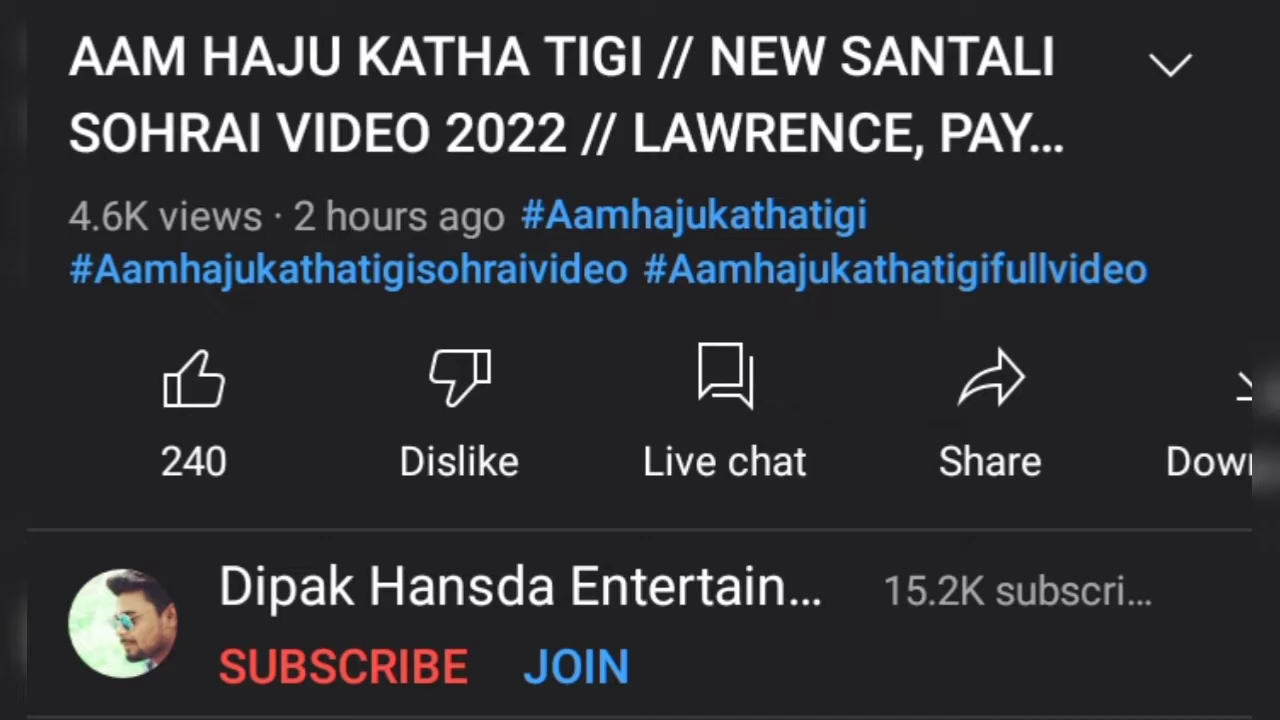 AAM HAJU KATHA TIGI // NEW SANTALI
SOHRAI VIDEO 2022 // LAWRENCE, PAY...
4.6K views · 2 hours ago #Aamhajukathatigi
#Aamhajukathatigisohraivideo #Aamhajukathatigifullvideo
240 Dislike Live chat Share Down
Dipak Hansda Entertain... 15.2K subscri...
SUBSCRIBE JOIN